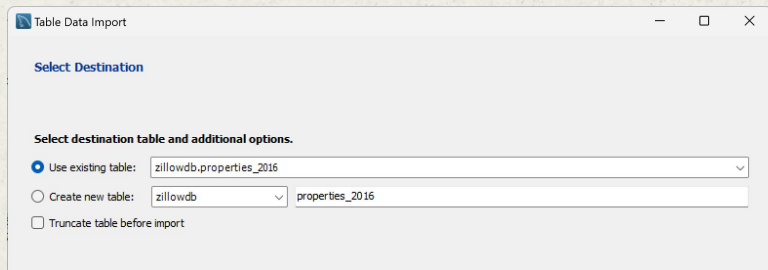 Table Data Import
Select Destination
Select destination table and additional options.
Use existing table: zillowdb.properties_2016
Create new table: zillowdb properties_2016
Truncate table before import